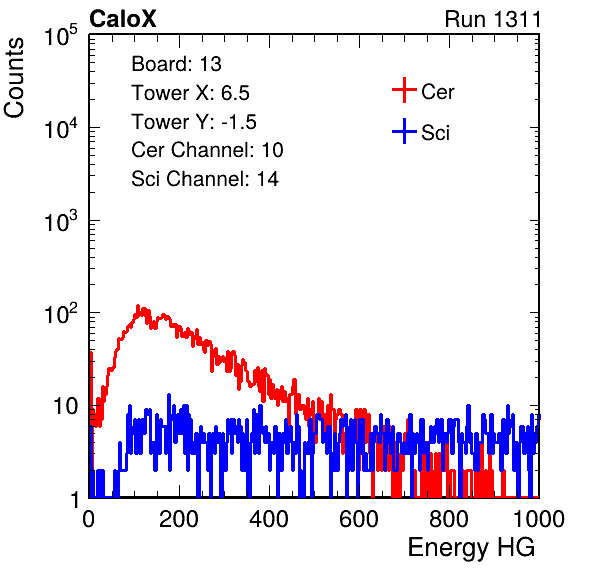 CaloX Run 1311
Counts
10^5
10^4
10^3
10^2
10
1
Board: 13
Tower X: 6.5
Tower Y: -1.5
Cer Channel: 10
Sci Channel: 14
Cer
Sci
0 200 400 600 800 1000
Energy HG